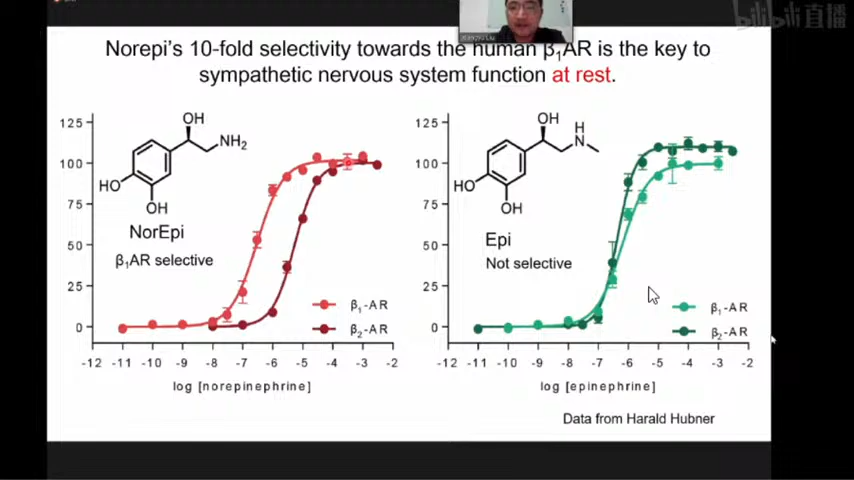 bilibili 直播
Norepi's 10-fold selectivity towards the human β₁AR is the key to
sympathetic nervous system function at rest.
125
100
75
50
25
0
OH
NH₂
HO
OH
NorEpi
β₁AR selective
β₁-AR
β₂-AR
-12 -11 -10 -9 -8 -7 -6 -5 -4 -3 -2
log [norepinephrine]
125
100
75
50
25
0
OH
H
N
HO
OH
Epi
Not selective
β₁-AR
β₂-AR
-12 -11 -10 -9 -8 -7 -6 -5 -4 -3 -2
log [epinephrine]
Data from Harald Hubner